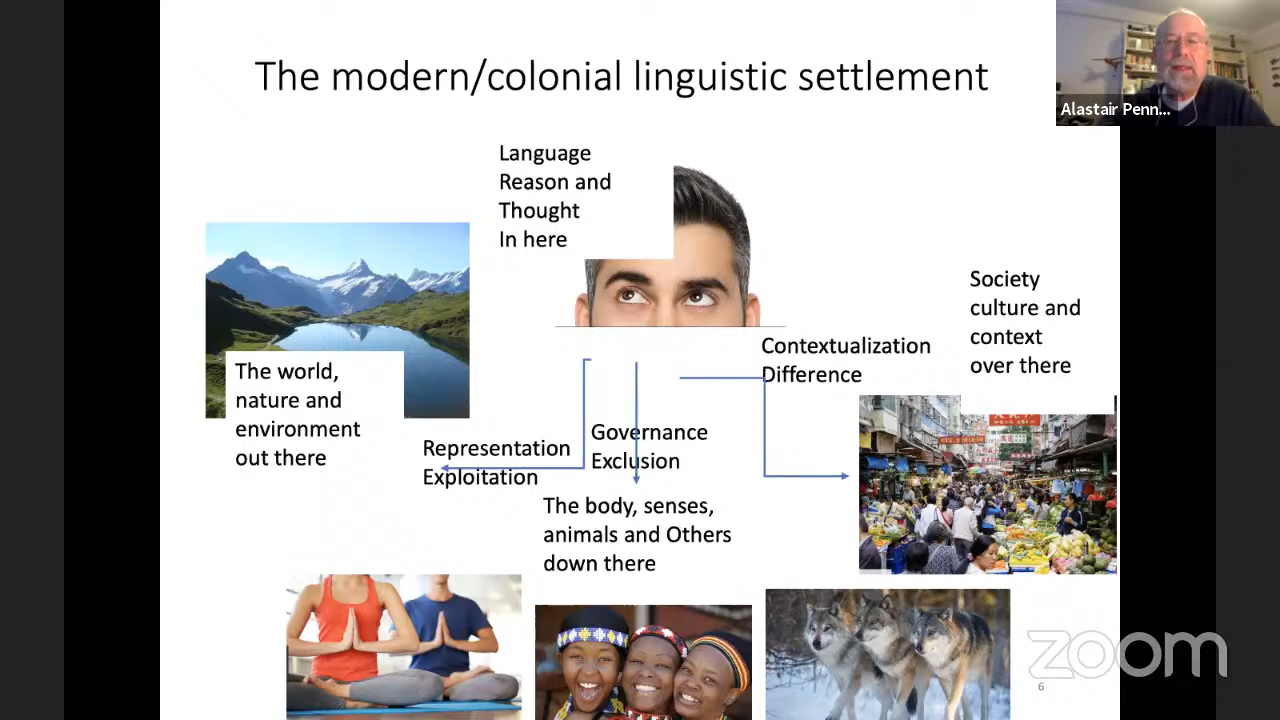 The modern/colonial linguistic settlement
Alastair Penn...
Language
Reason and
Thought
In here
The world,
nature and
environment
out there
Society
culture and
context
over there
Contextualization
Difference
Representation
Exploitation
Governance
Exclusion
The body, senses,
animals and Others
down there
zoom
6